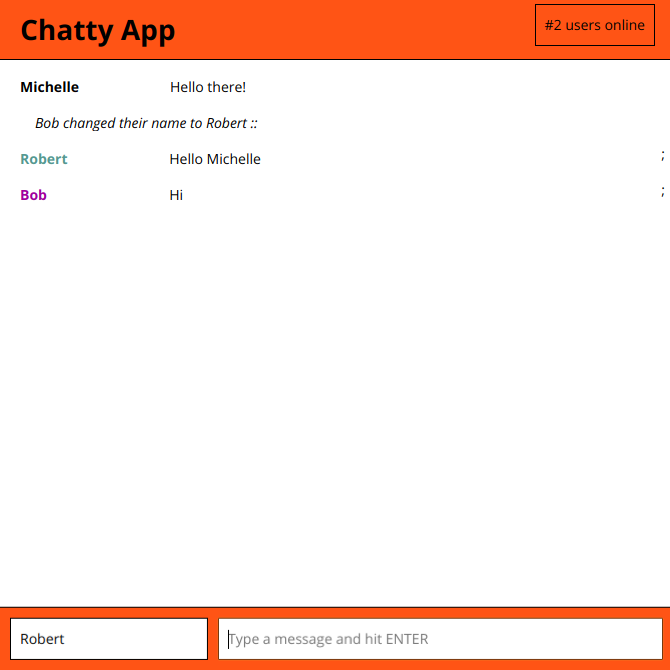 Chatty App
#2 users online
Michelle Hello there!
Bob changed their name to Robert ::
Robert Hello Michelle ;
Bob Hi ;
Robert Type a message and hit ENTER